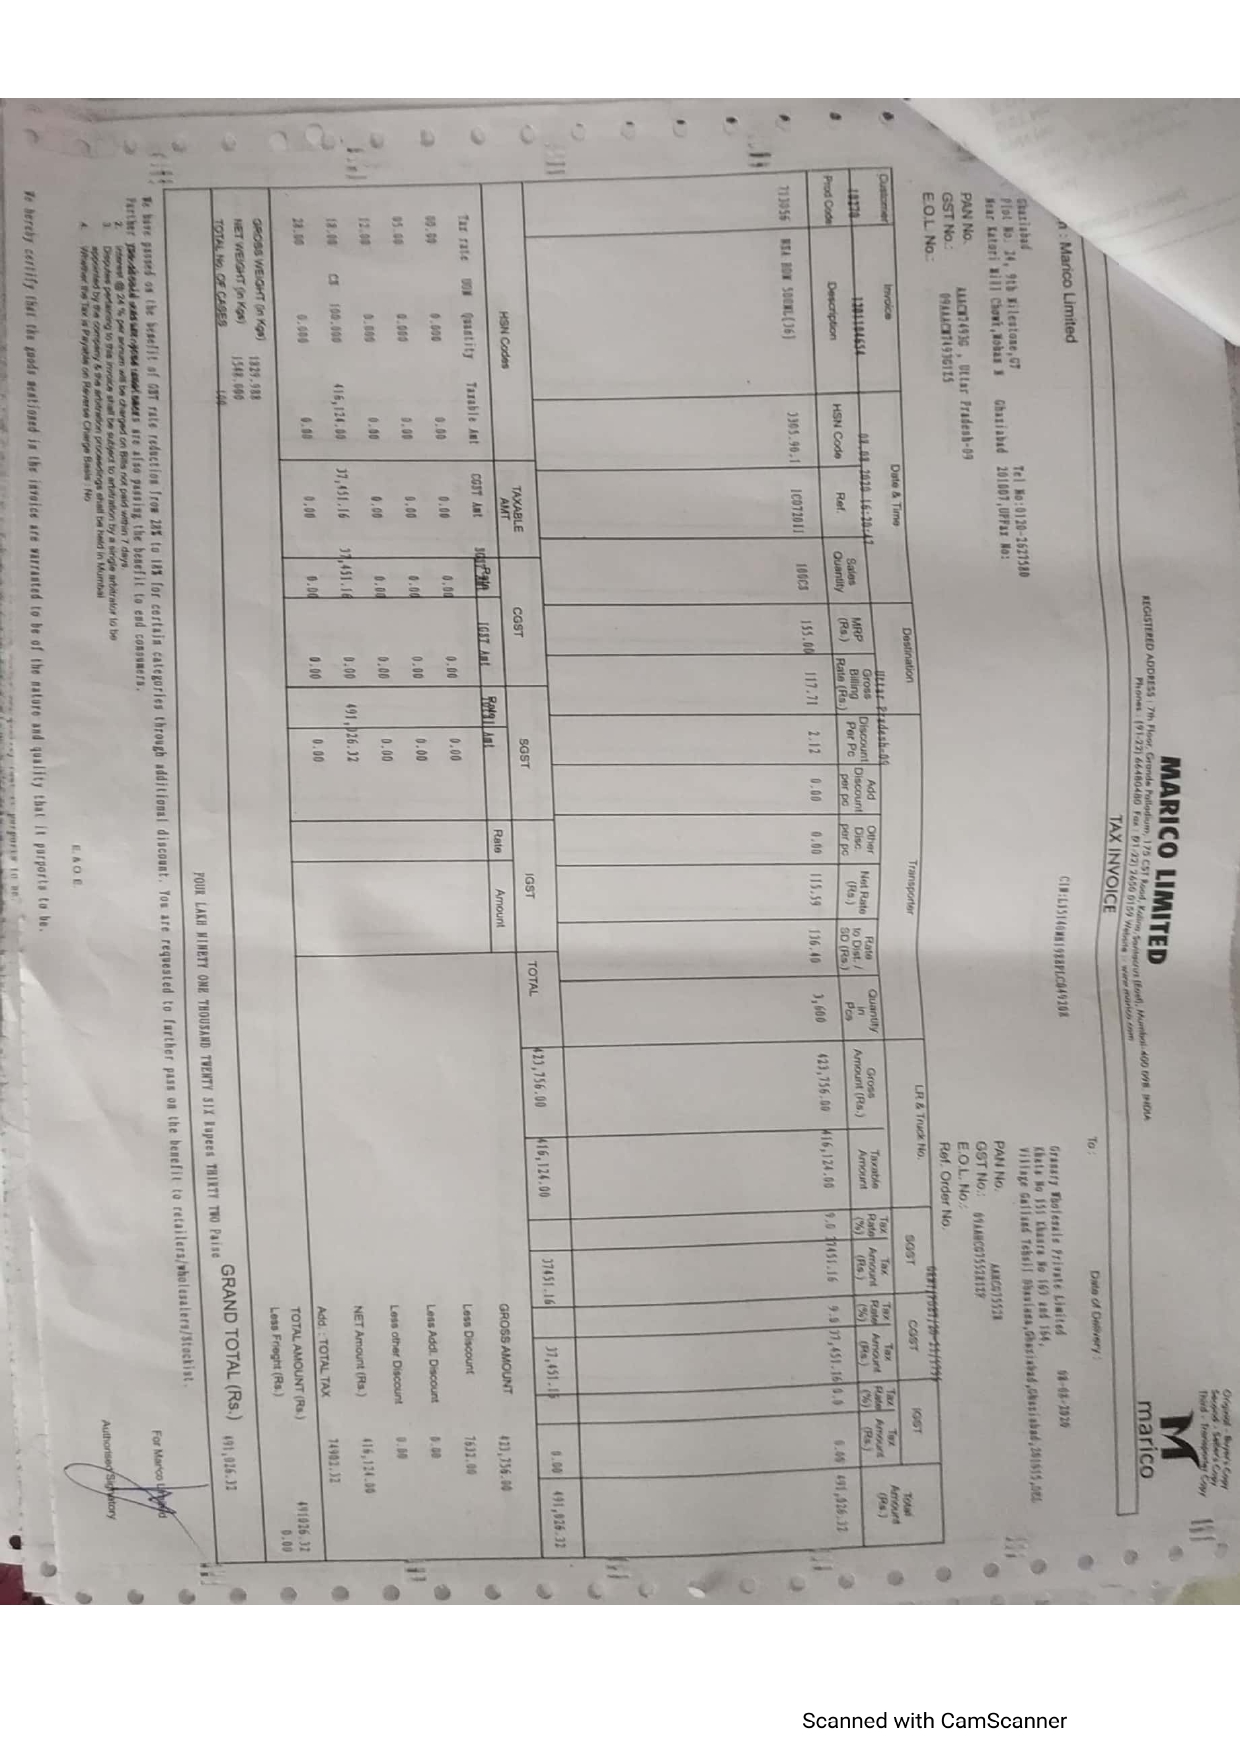 Original - Buyer's Copy
Second - Seller's Copy
Third - Transporter Copy
marico
MARICO LIMITED
REGISTERED ADDRESS : 7th Floor, Grande Palladium, 175 CST Road, Kalina, Santacruz (East), Mumbai-400 098. INDIA
Phones : (91-22) 66480480 Fax : (91-22) 2650 0159 Website : www.marico.com
TAX INVOICE
: Marico Limited
CIN:L15140MH1988PLC049208
To :
Date of Delivery :
Ghaziabad
Plot No. 24, 9th Milestone,GT
Tel No:0120-2627580
Near Katori Mill Chowk,Mohan N Ghaziabad 201007,UPFax No:
PAN No. AAACM7493G , Uttar Pradesh-09
GST No.: 09AAACM7493G1Z5
E.O.L. No.:
Granary Wholesale Private Limited 08-08-2020
Khata No 151 Khasra No 163 and 164,
Village Galland Tehsil Dhaulana,Ghaziabad,Ghaziabad,201015,
PAN No.
GST No.:
E.O.L. No.:
Ref. Order No.
Customer Invoice Date & Time Destination Transporter LR & Truck No. SGST CGST IGST Total Amount (Rs.)
10270 1201104654 08.08.2020 16:20:47 Uttar Pradesh-09
Prod Code Description HSN Code Ref. Sales Quantity MRP (Rs.) Gross Billing Rate (Rs.) Discount Per Pc Add Discount per pc Other Disc. per pc Net Rate (Rs.) Rate to Dist. / SD (Rs.) Quantity in Pcs Gross Amount (Rs.) Taxable Amount Tax Rate (%) Tax Amount (Rs.) Tax Rate (%) Tax Amount (Rs.) Tax Rate (%) Tax Amount (Rs.)
713056 500ML(36) 3305.90.1 1C072011 100CS 155.00 117.71 2.12 0.00 0.00 115.59 136.40 3,600 423,756.00 416,124.00 9.0 37451.16 9.0 37,451.16 0.0 0.00 491,026.32
TOTAL 423,756.00 416,124.00 37451.16 37,451.16 0.00 491,026.32
HSN Codes TAXABLE AMT CGST SGST IGST
Rate Rate Rate Amount
Tax rate UOM Quantity Taxable Amt CGST Amt SGST Amt IGST Amt Total Amt
00.00 0.000 0.00 0.00 0.00 0.00 0.00
05.00 0.000 0.00 0.00 0.00 0.00 0.00
12.00 0.000 0.00 0.00 0.00 0.00 0.00
18.00 CS 100.000 416,124.00 37,451.16 37,451.16 0.00 491,026.32
28.00 0.000 0.00 0.00 0.00 0.00 0.00
GROSS AMOUNT 423,756.00
Less Discount 7632.00
Less Addl. Discount 0.00
Less other Discount 0.00
NET Amount (Rs.) 416,124.00
Add. : TOTAL TAX 74902.32
TOTAL AMOUNT (Rs.) 491026.32
Less Frieght (Rs.) 0.00
GROSS WEIGHT (in Kgs) 1829.988
NET WEIGHT (in Kgs) 1548.000
TOTAL No. OF CASES 100
GRAND TOTAL (Rs.) 491,026.32
FOUR LAKH NINETY ONE THOUSAND TWENTY SIX Rupees THIRTY TWO Paise
We have passed on the benefit of GST rate reduction from 28% to 18% for certain categories through additional discount. You are requested to further pass on the benefit to retailers/wholesalers/Stockist.
Further are also passing the benefit to end consumers.
2. Interest @ 24 % per annum will be charged on Bills not paid within 7 days.
3. Disputes pertaining to this invoice shall be subject to arbitration by a single arbitrator to be
appointed by the company & the arbitration proceedings shall be held in Mumbai
4. Whether the Tax is Payable on Reverse Charge Basis : No
For Marico Limited
Authorised Signatory
E. & O. E.
We hereby certify that the goods mentioned in the invoice are warranted to be of the nature and quality that it purports to be.
Scanned with CamScanner